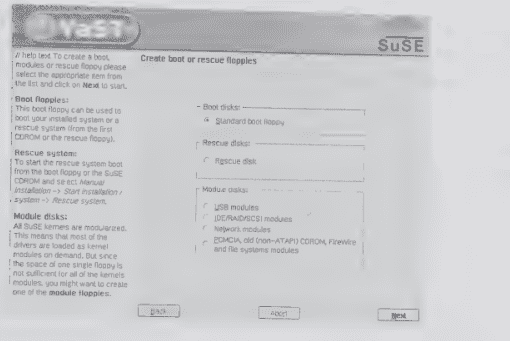 YaST
SuSE
// help text To create a boot,
modules or rescue floppy please
select the appropriate item from
the list and click on Next to start.
Boot floppies:
This boot floppy can be used to
boot your installed system or a
rescue system (from the first
CDROM or the rescue floppy).
Rescue system:
To start the rescue system boot
from the boot floppy or the SuSE
CDROM and select Manual
Installation -> Start Installation /
system -> Rescue system.
Module disks:
All SuSE kernels are modularized.
This means that most of the
drivers are loaded as kernel
modules on demand. But since
the space of one single floppy is
not sufficient for all of the kernels
modules, you might want to create
one of the module floppies.
Create boot or rescue floppies
Boot disks:
Standard boot floppy
Rescue disks:
Rescue disk
Module disks:
USB modules
IDE/RAID/SCSI modules
Network modules
PCMCIA, old (non-ATAPI) CDROM, FireWire
and file systems modules
Back
Abort
Next